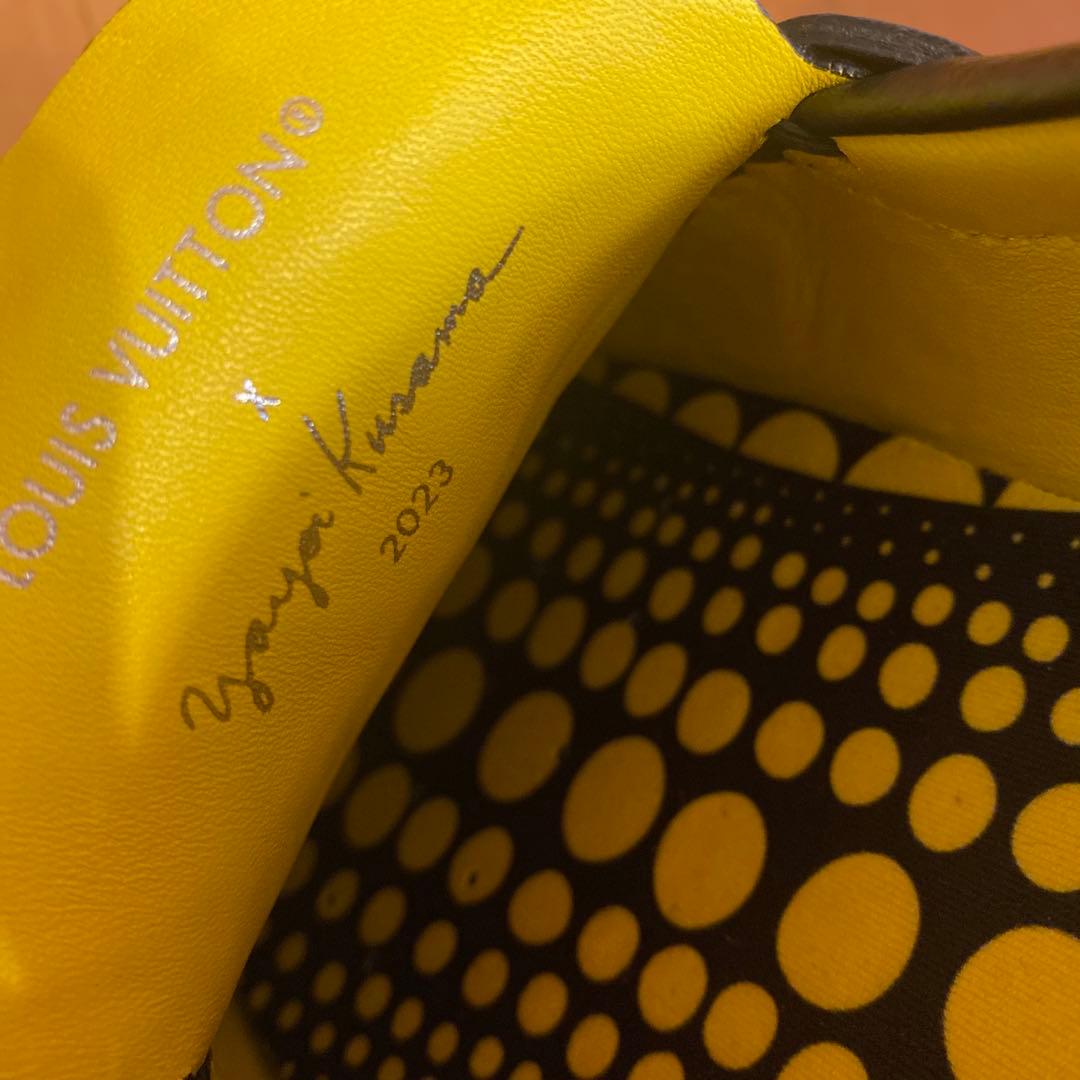 LOUIS VUITTON®
x
Yayoi Kusama
2023